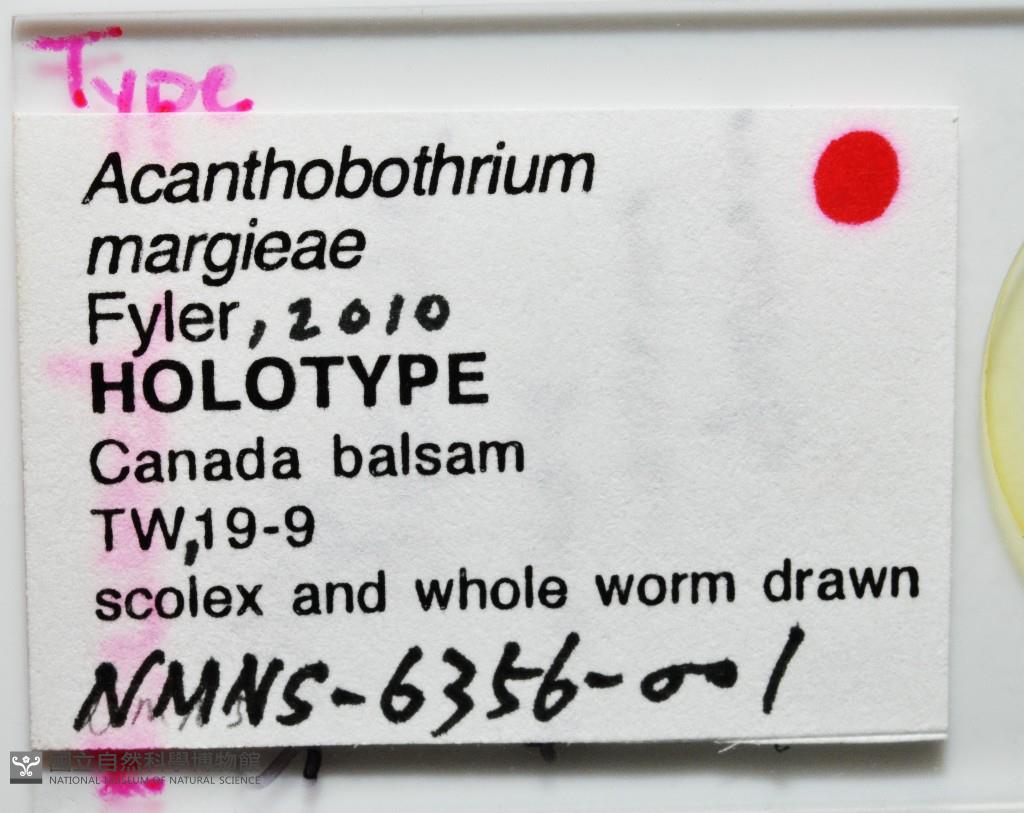 Type
Acanthobothrium
margieae
Fyler, 2010
HOLOTYPE
Canada balsam
TW,19-9
scolex and whole worm drawn
NMNS-6356-001
國立自然科學博物館
NATIONAL MUSEUM OF NATURAL SCIENCE